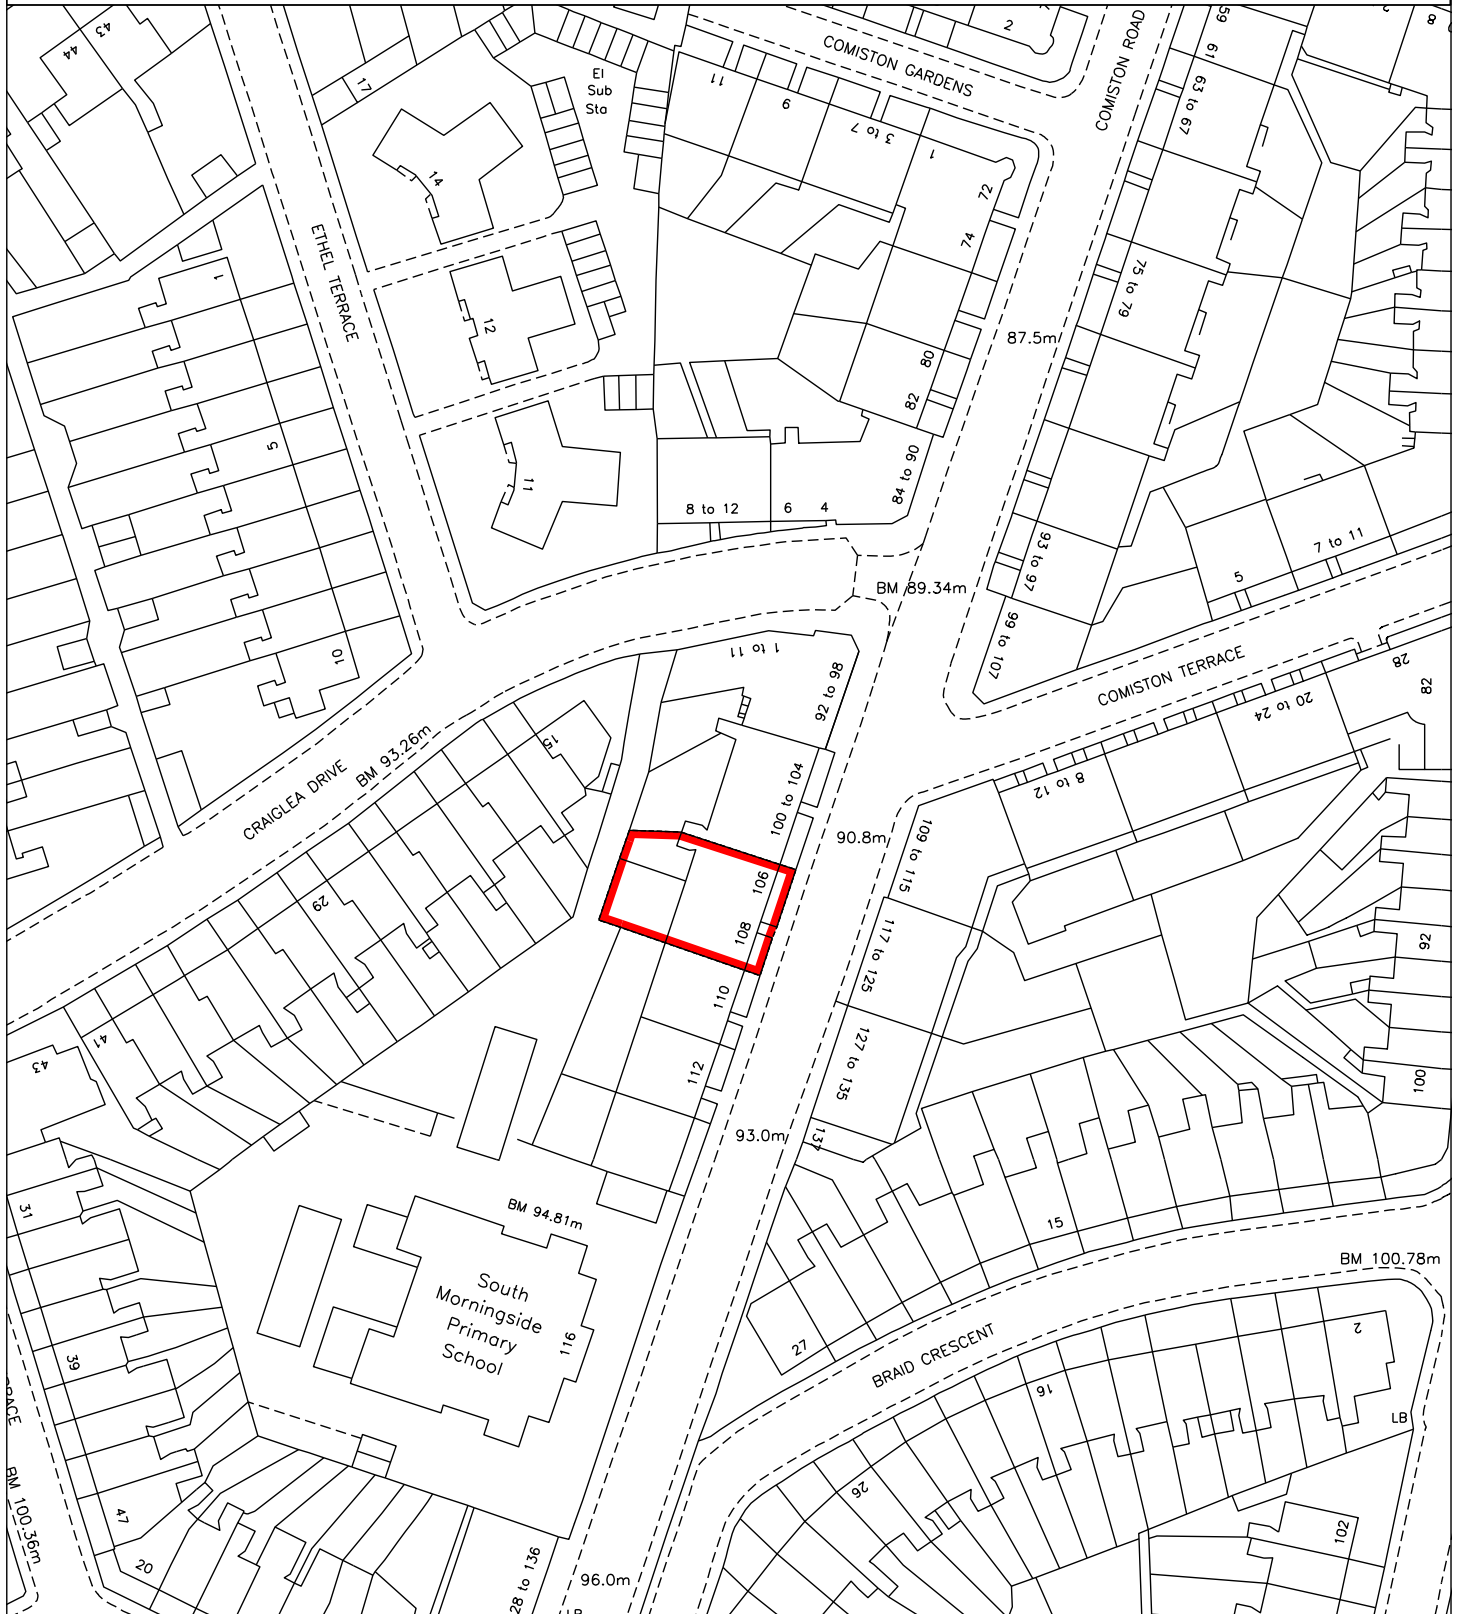 43
44
17
El
Sub
Sta
11
9
3 to 7
1
2
COMISTON GARDENS
COMISTON ROAD
59
61
63 to 67
8
14
72
74
ETHEL TERRACE
1
12
75 to 79
87.5m
80
82
5
11
84 to 90
8 to 12
6
4
93 to 97
7 to 11
5
BM 89.34m
99 to 107
10
1 to 11
92 to 98
COMISTON TERRACE
28
82
20 to 24
15
BM 93.26m
CRAIGLEA DRIVE
100 to 104
8 to 12
90.8m
109 to 115
106
108
29
117 to 125
92
110
41
43
112
127 to 135
100
93.0m
137
31
BM 94.81m
15
BM 100.78m
South
Morningside
Primary
School
116
27
BRAID CRESCENT
2
39
16
LB
RACE
BM 100.36m
26
47
20
102
28 to 136
96.0m